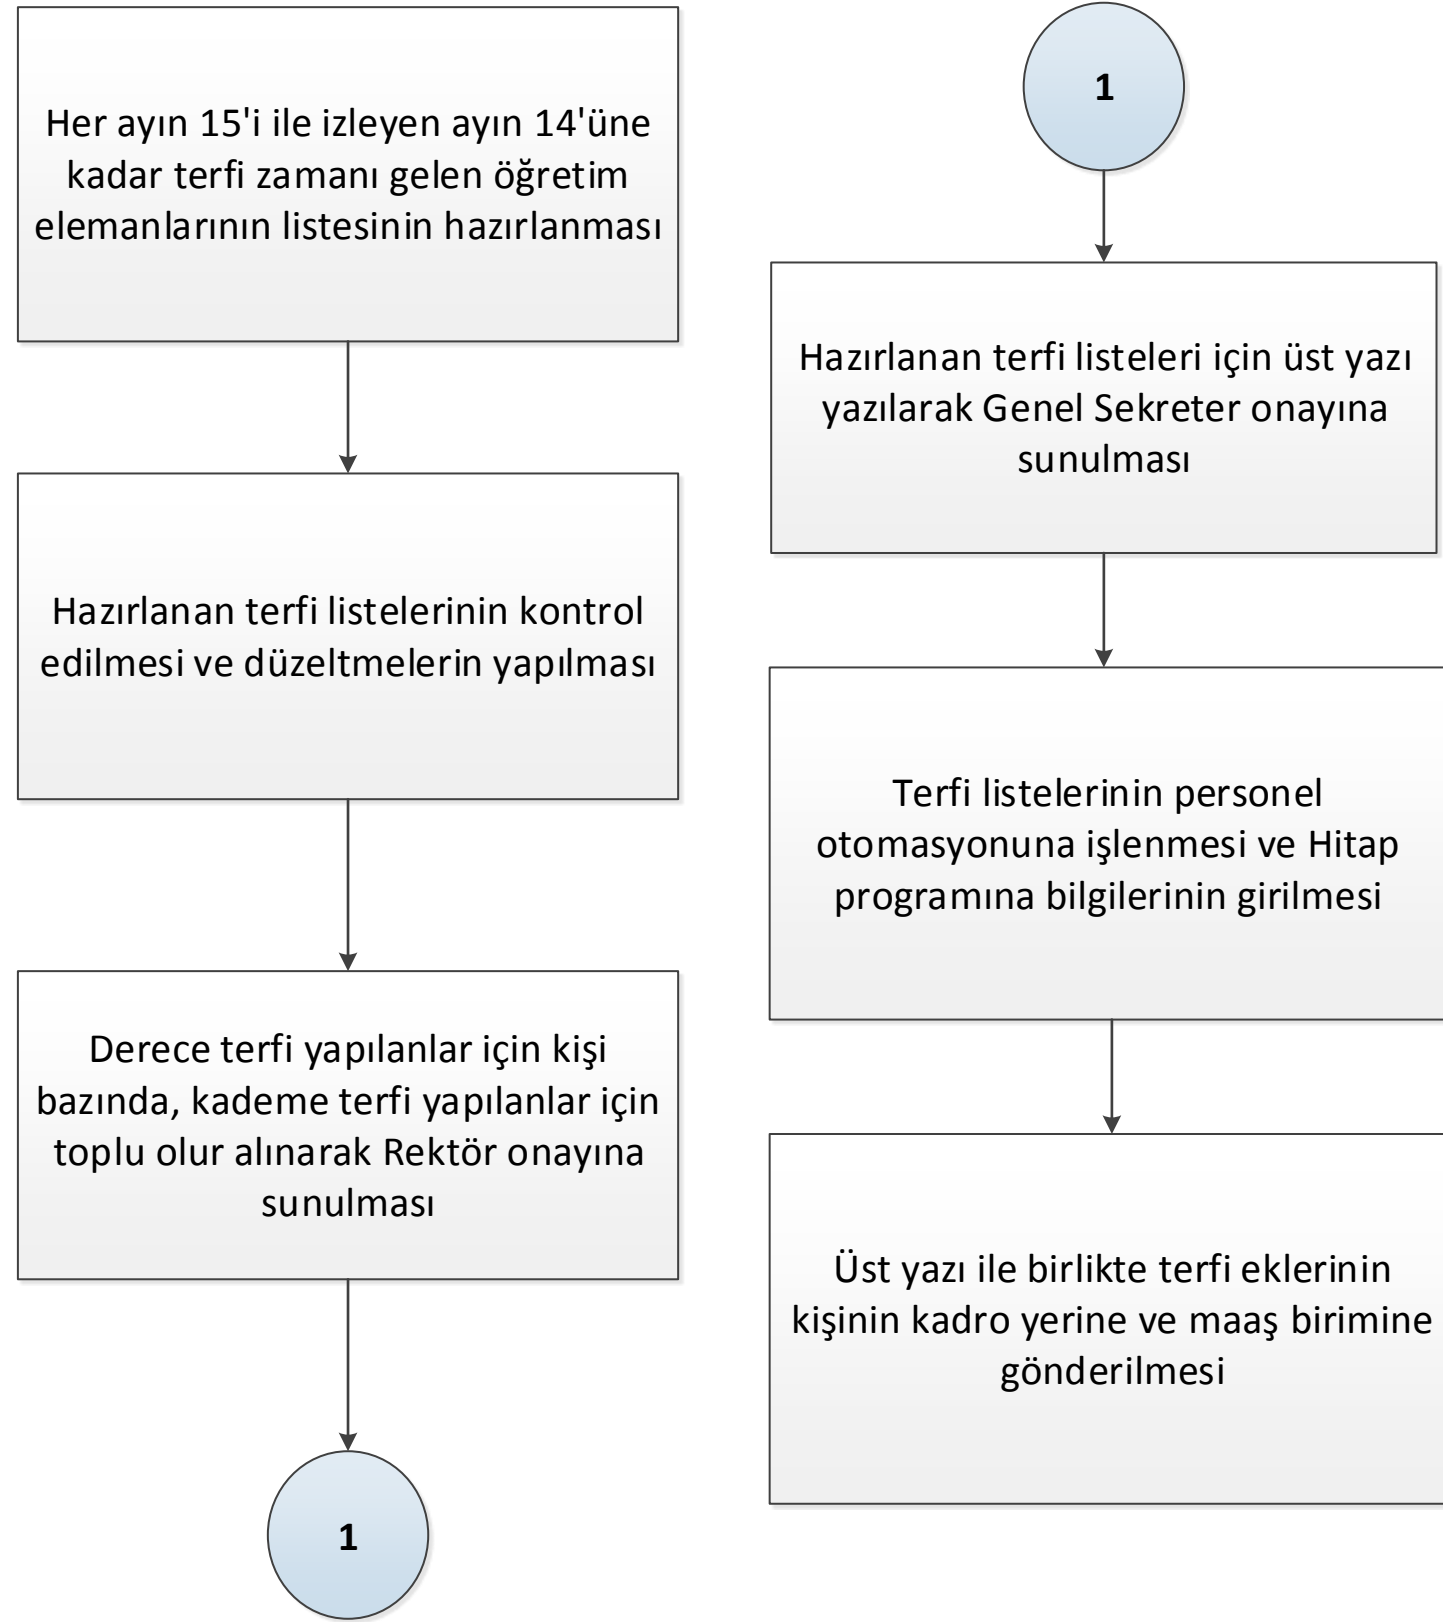 Her ayın 15'i ile izleyen ayın 14'üne
kadar terfi zamanı gelen öğretim
elemanlarının listesinin hazırlanması
Hazırlanan terfi listelerinin kontrol
edilmesi ve düzeltmelerin yapılması
Derece terfi yapılanlar için kişi
bazında, kademe terfi yapılanlar için
toplu olur alınarak Rektör onayına
sunulması
1
1
Hazırlanan terfi listeleri için üst yazı
yazılarak Genel Sekreter onayına
sunulması
Terfi listelerinin personel
otomasyonuna işlenmesi ve Hitap
programına bilgilerinin girilmesi
Üst yazı ile birlikte terfi eklerinin
kişinin kadro yerine ve maaş birimine
gönderilmesi